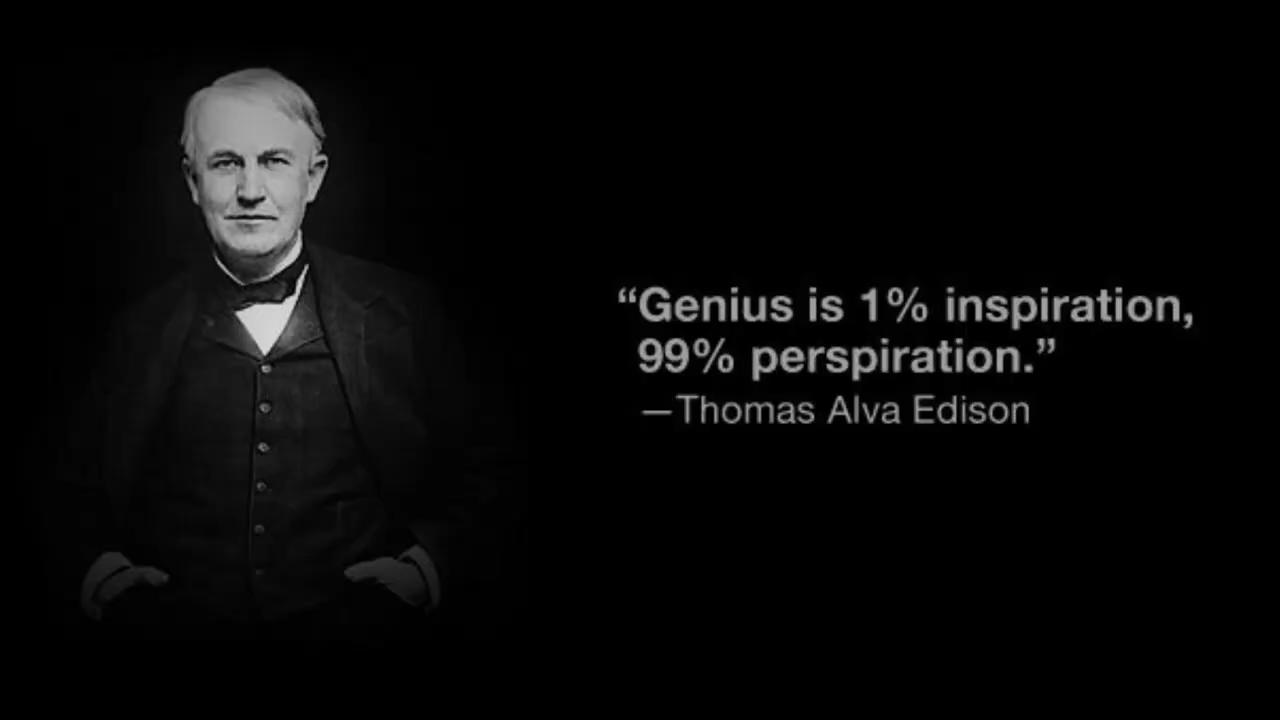 “Genius is 1% inspiration,
99% perspiration.”
—Thomas Alva Edison